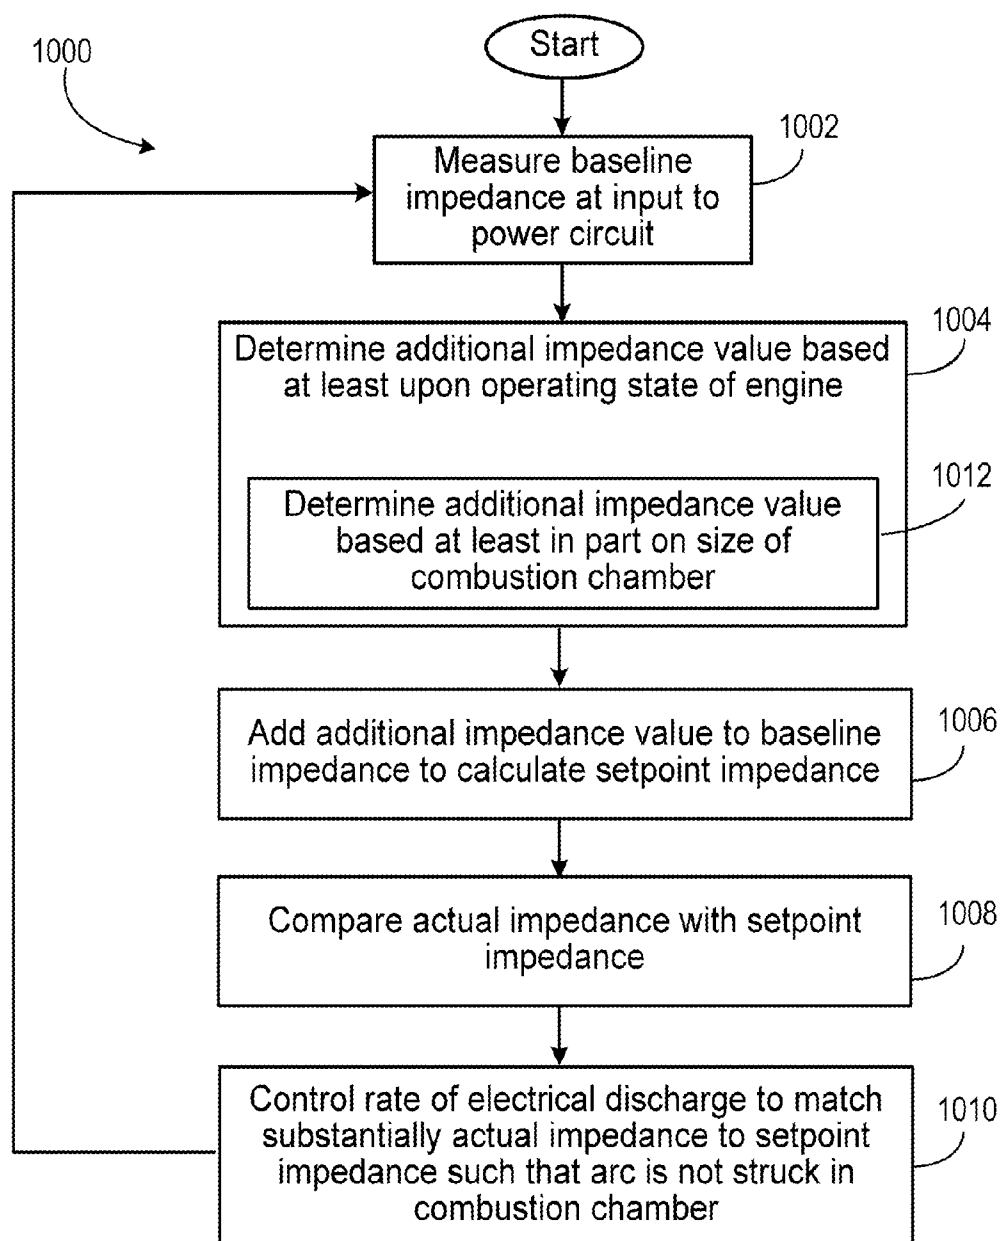 1000
Start
1002
Measure baseline
impedance at input to
power circuit
1004
Determine additional impedance value based
at least upon operating state of engine
1012
Determine additional impedance value
based at least in part on size of
combustion chamber
1006
Add additional impedance value to baseline
impedance to calculate setpoint impedance
1008
Compare actual impedance with setpoint
impedance
1010
Control rate of electrical discharge to match
substantially actual impedance to setpoint
impedance such that arc is not struck in
combustion chamber